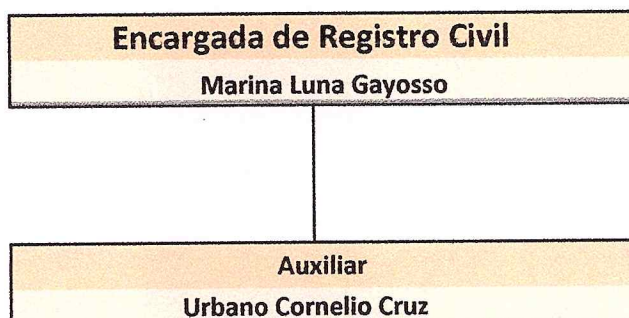 Encargada de Registro Civil
Marina Luna Gayosso
Auxiliar
Urbano Cornelio Cruz